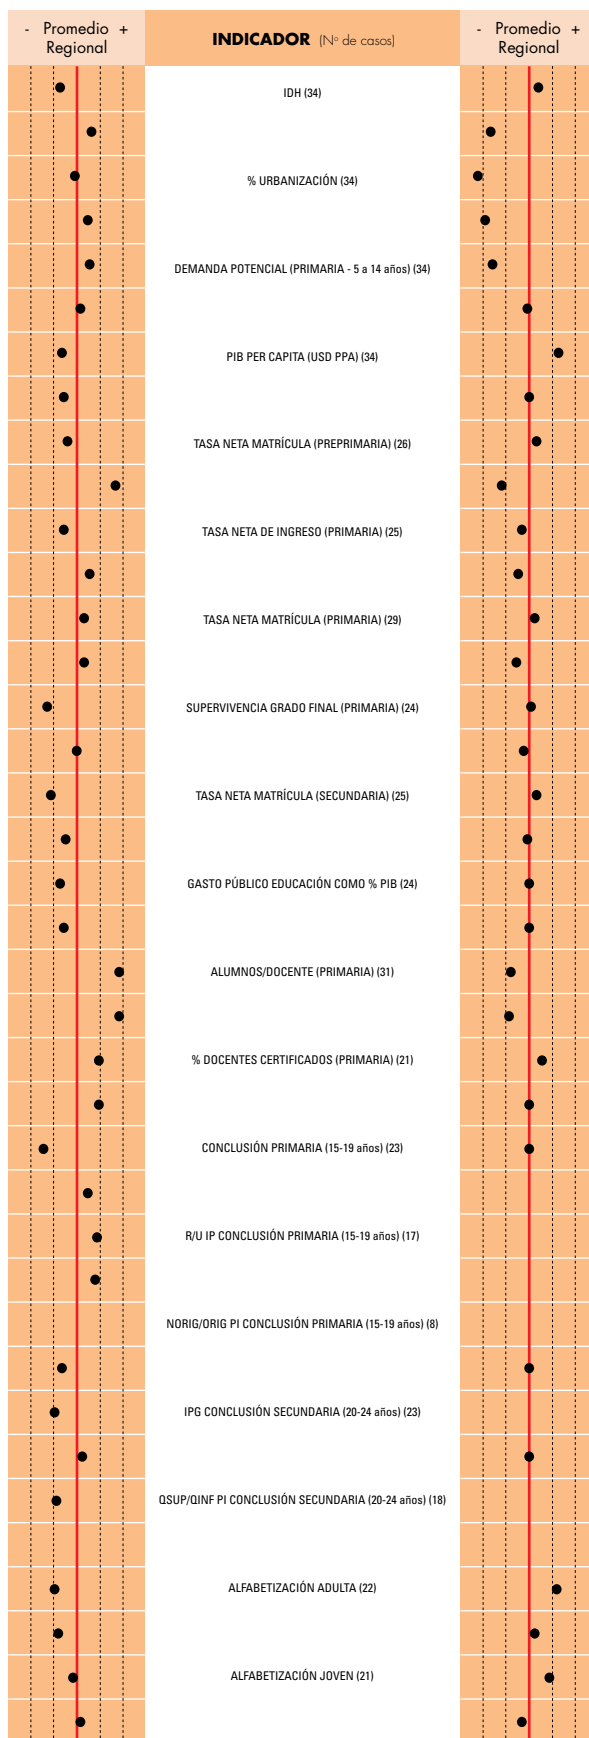 - Promedio +
Regional
INDICADOR (Nº de casos)
- Promedio +
Regional
IDH (34)
% URBANIZACIÓN (34)
DEMANDA POTENCIAL (PRIMARIA - 5 a 14 años) (34)
PIB PER CAPITA (USD PPA) (34)
TASA NETA MATRÍCULA (PREPRIMARIA) (26)
TASA NETA DE INGRESO (PRIMARIA) (25)
TASA NETA MATRÍCULA (PRIMARIA) (29)
SUPERVIVENCIA GRADO FINAL (PRIMARIA) (24)
TASA NETA MATRÍCULA (SECUNDARIA) (25)
GASTO PÚBLICO EDUCACIÓN COMO % PIB (24)
ALUMNOS/DOCENTE (PRIMARIA) (31)
% DOCENTES CERTIFICADOS (PRIMARIA) (21)
CONCLUSIÓN PRIMARIA (15-19 años) (23)
R/U IP CONCLUSIÓN PRIMARIA (15-19 años) (17)
NORIG/ORIG PI CONCLUSIÓN PRIMARIA (15-19 años) (8)
IPG CONCLUSIÓN SECUNDARIA (20-24 años) (23)
QSUP/QINF PI CONCLUSIÓN SECUNDARIA (20-24 años) (18)
ALFABETIZACIÓN ADULTA (22)
ALFABETIZACIÓN JOVEN (21)